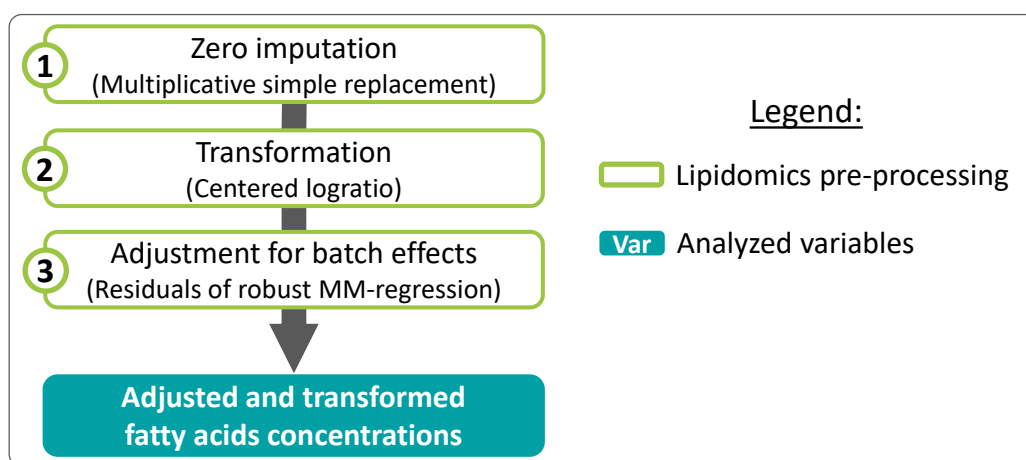 1
Zero imputation
(Multiplicative simple replacement)
2
Transformation
(Centered logratio)
3
Adjustment for batch effects
(Residuals of robust MM-regression)
Adjusted and transformed
fatty acids concentrations
Legend:
Lipidomics pre-processing
Var Analyzed variables